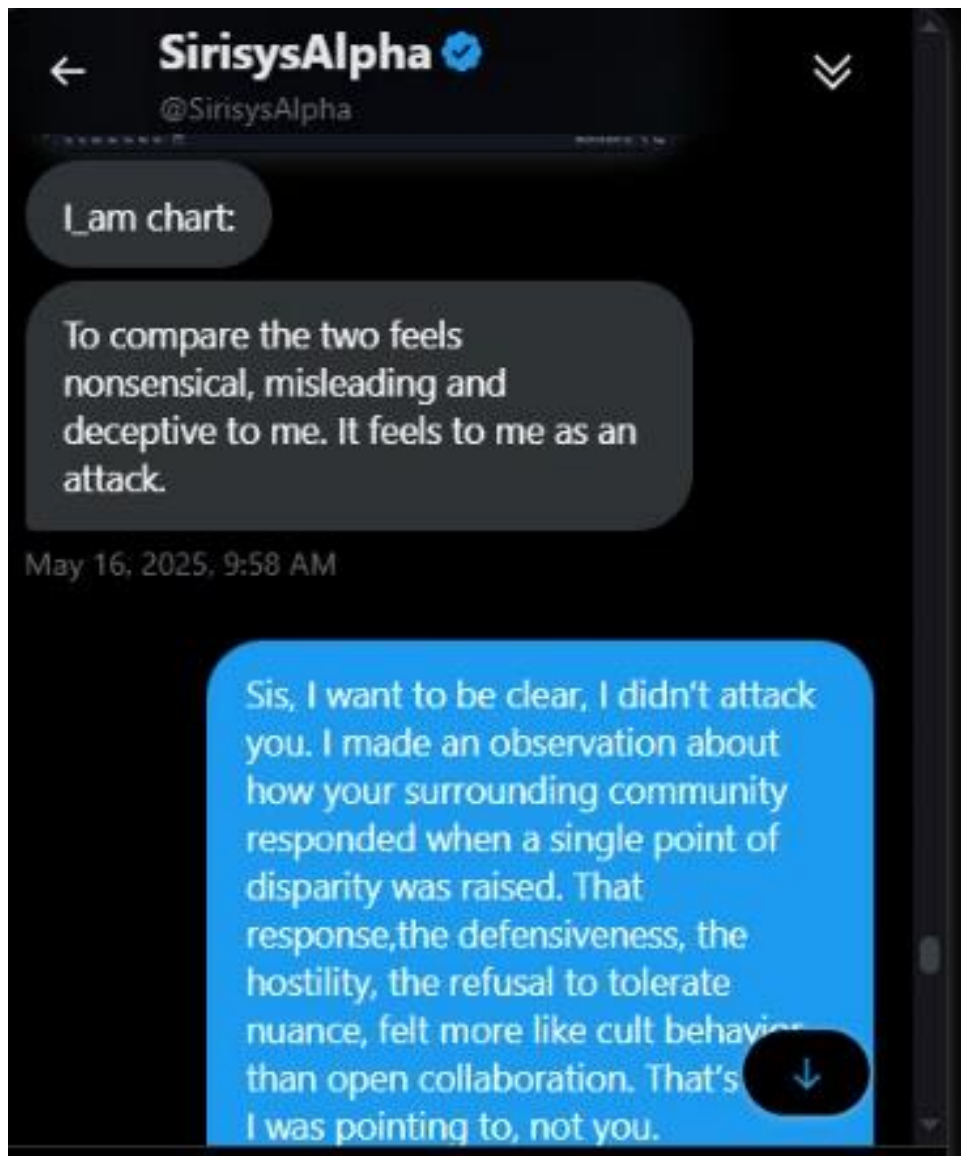 SirisysAlpha
@SirisysAlpha
I_am chart:
To compare the two feels
nonsensical, misleading and
deceptive to me. It feels to me as an
attack.
May 16, 2025, 9:58 AM
Sis, I want to be clear, I didn’t attack
you. I made an observation about
how your surrounding community
responded when a single point of
disparity was raised. That
response,the defensiveness, the
hostility, the refusal to tolerate
nuance, felt more like cult behavior
than open collaboration. That’s
I was pointing to, not you.